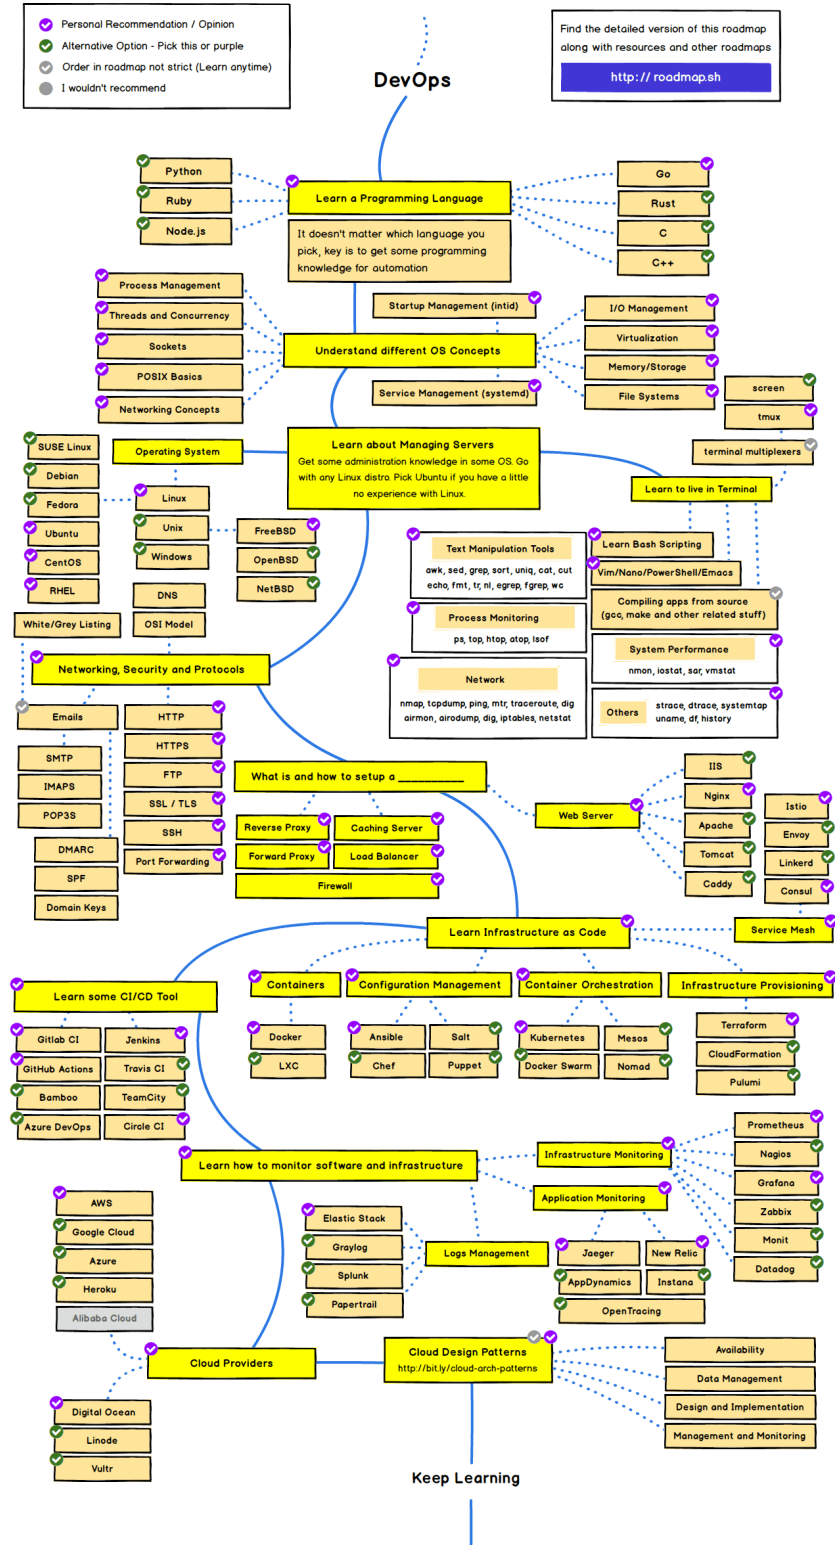 Personal Recommendation / Opinion
Alternative Option - Pick this or purple
Order in roadmap not strict (Learn anytime)
I wouldn't recommend
Find the detailed version of this roadmap
along with resources and other roadmaps
http:// roadmap.sh
DevOps
Python
Ruby
Node.js
Learn a Programming Language
It doesn't matter which language you
pick, key is to get some programming
knowledge for automation
Go
Rust
C
C++
Process Management
Threads and Concurrency
Sockets
POSIX Basics
Networking Concepts
Startup Management (intid)
Understand different OS Concepts
Service Management (systemd)
I/O Management
Virtualization
Memory/Storage
File Systems
screen
tmux
terminal multiplexers
Learn to live in Terminal
Learn about Managing Servers
Get some administration knowledge in some OS. Go
with any Linux distro. Pick Ubuntu if you have a little
no experience with Linux.
Operating System
SUSE Linux
Debian
Fedora
Ubuntu
CentOS
RHEL
Linux
Unix
Windows
FreeBSD
OpenBSD
NetBSD
Text Manipulation Tools
awk, sed, grep, sort, uniq, cat, cut
echo, fmt, tr, nl, egrep, fgrep, wc
Process Monitoring
ps, top, htop, atop, lsof
Network
nmap, tcpdump, ping, mtr, traceroute, dig
airmon, airodump, dig, iptables, netstat
Learn Bash Scripting
Vim/Nano/PowerShell/Emacs
Compiling apps from source
(gcc, make and other related stuff)
System Performance
nmon, iostat, sar, vmstat
Others
strace, dtrace, systemtap
uname, df, history
DNS
OSI Model
White/Grey Listing
Networking, Security and Protocols
Emails
SMTP
IMAPS
POP3S
DMARC
SPF
Domain Keys
HTTP
HTTPS
FTP
SSL / TLS
SSH
Port Forwarding
What is and how to setup a ___________
Reverse Proxy
Caching Server
Forward Proxy
Load Balancer
Firewall
Web Server
IIS
Nginx
Apache
Tomcat
Caddy
Istio
Envoy
Linkerd
Consul
Service Mesh
Learn Infrastructure as Code
Containers
Docker
LXC
Configuration Management
Ansible
Salt
Chef
Puppet
Container Orchestration
Kubernetes
Mesos
Docker Swarm
Nomad
Infrastructure Provisioning
Terraform
CloudFormation
Pulumi
Learn some CI/CD Tool
Gitlab CI
Jenkins
GitHub Actions
Travis CI
Bamboo
TeamCity
Azure DevOps
Circle CI
Learn how to monitor software and infrastructure
Infrastructure Monitoring
Prometheus
Nagios
Grafana
Zabbix
Monit
Datadog
Application Monitoring
Jaeger
New Relic
AppDynamics
Instana
OpenTracing
Logs Management
Elastic Stack
Graylog
Splunk
Papertrail
AWS
Google Cloud
Azure
Heroku
Alibaba Cloud
Cloud Providers
Digital Ocean
Linode
Vultr
Cloud Design Patterns
http://bit.ly/cloud-arch-patterns
Availability
Data Management
Design and Implementation
Management and Monitoring
Keep Learning